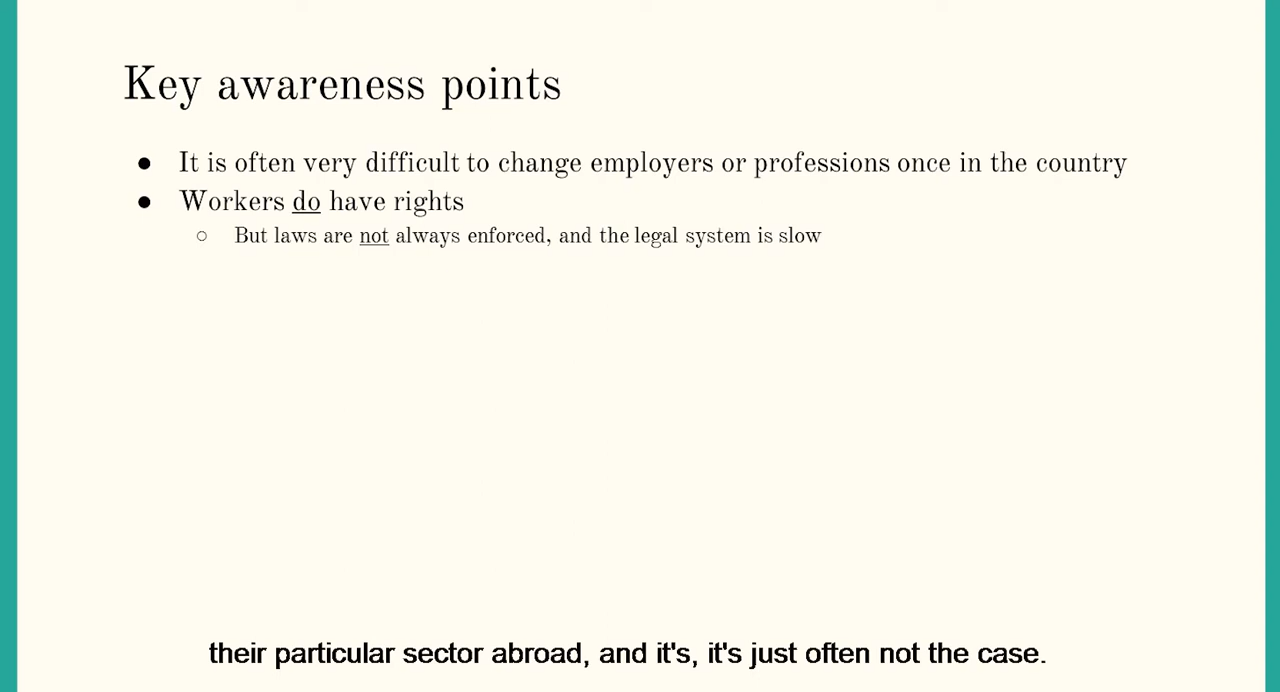 Key awareness points
● It is often very difficult to change employers or professions once in the country
● Workers do have rights
○ But laws are not always enforced, and the legal system is slow
their particular sector abroad, and it's, it's just often not the case.